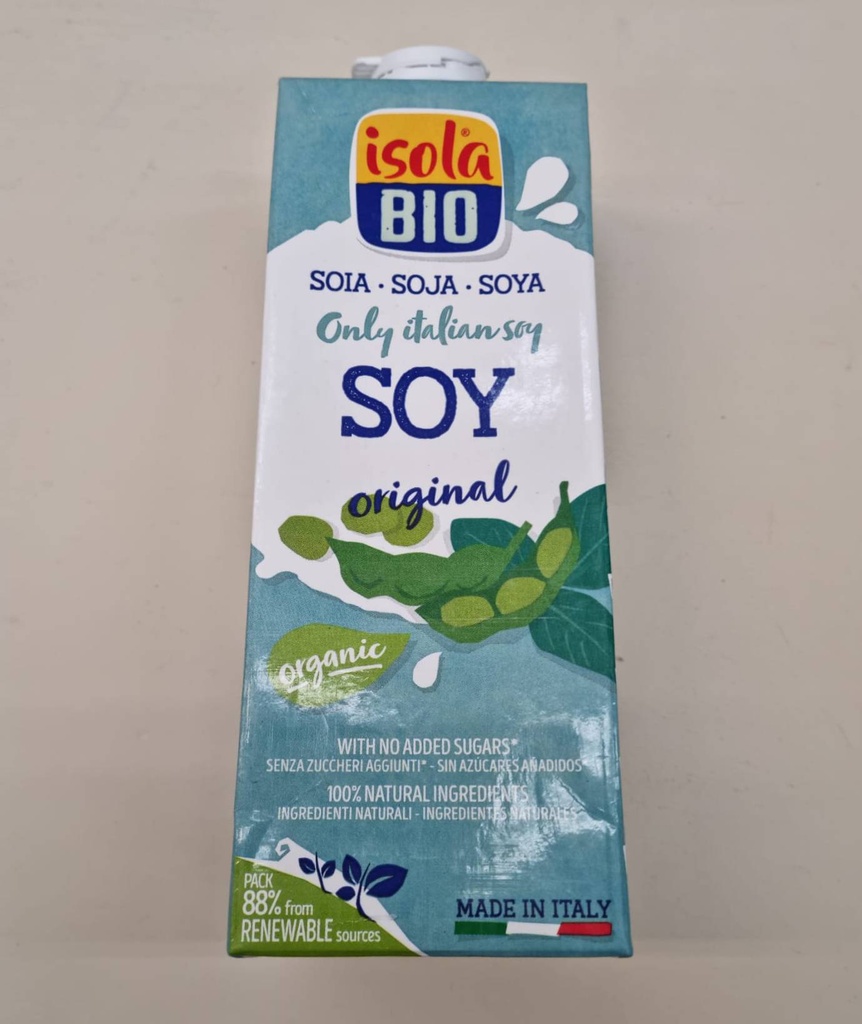 isola®
BIO
SOIA · SOJA · SOYA
Only italian soy
SOY
original
organic
WITH NO ADDED SUGARS*
SENZA ZUCCHERI AGGIUNTI* - SIN AZÚCARES AÑADIDOS*
100% NATURAL INGREDIENTS
INGREDIENTI NATURALI - INGREDIENTES NATURALES
PACK
88% from
RENEWABLE sources
MADE IN ITALY